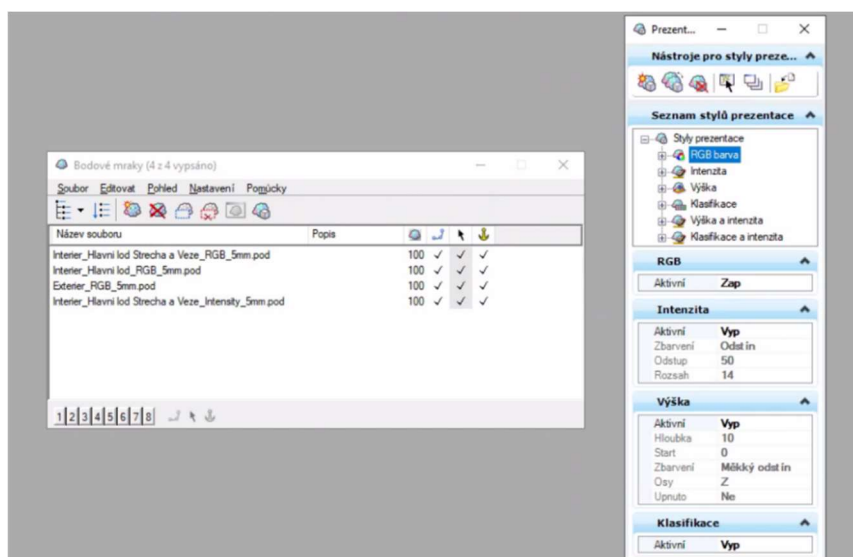 Bodové mraky (4 z 4 vypsáno)
Soubor Editovat Pohled Nastavení Pomůcky
Název souboru Popis
Interier_Hlavni lod Strecha a Veze_RGB_5mm.pod 100
Interier_Hlavni lod_RGB_5mm.pod 100
Exterier_RGB_5mm.pod 100
Interier_Hlavni lod Strecha a Veze_Intensity_5mm.pod 100
1 2 3 4 5 6 7 8
Prezent...
Nástroje pro styly preze...
Seznam stylů prezentace
Styly prezentace
RGB barva
Intenzita
Výška
Klasifikace
Výška a intenzita
Klasifikace a intenzita
RGB
Aktivní Zap
Intenzita
Aktivní Vyp
Zbarvení Odstín
Odstup 50
Rozsah 14
Výška
Aktivní Vyp
Hloubka 10
Start 0
Zbarvení Měkký odstín
Osy Z
Upnuto Ne
Klasifikace
Aktivní Vyp